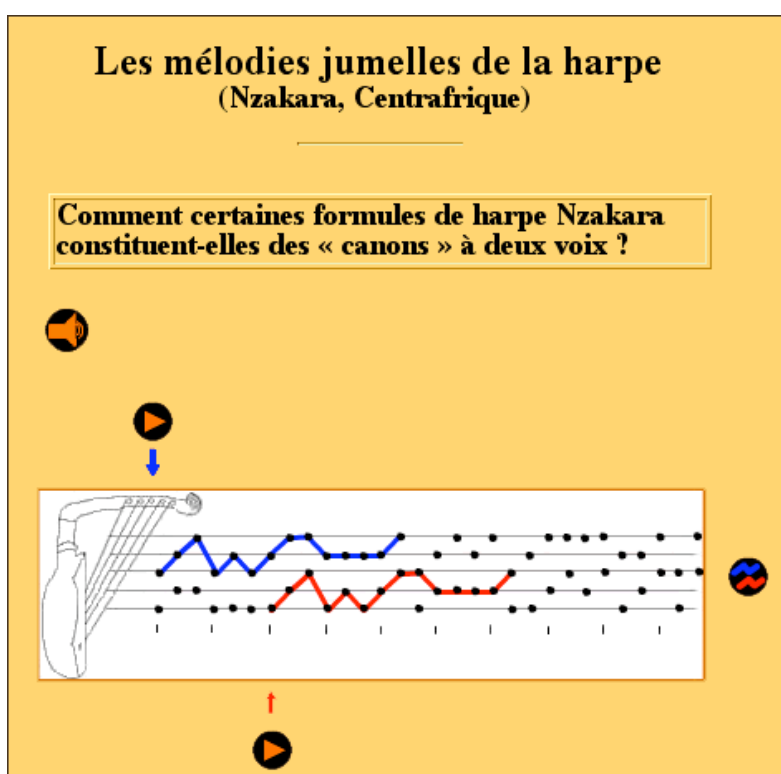 Les mélodies jumelles de la harpe
(Nzakara, Centrafrique)
Comment certaines formules de harpe Nzakara
constituent-elles des « canons » à deux voix ?